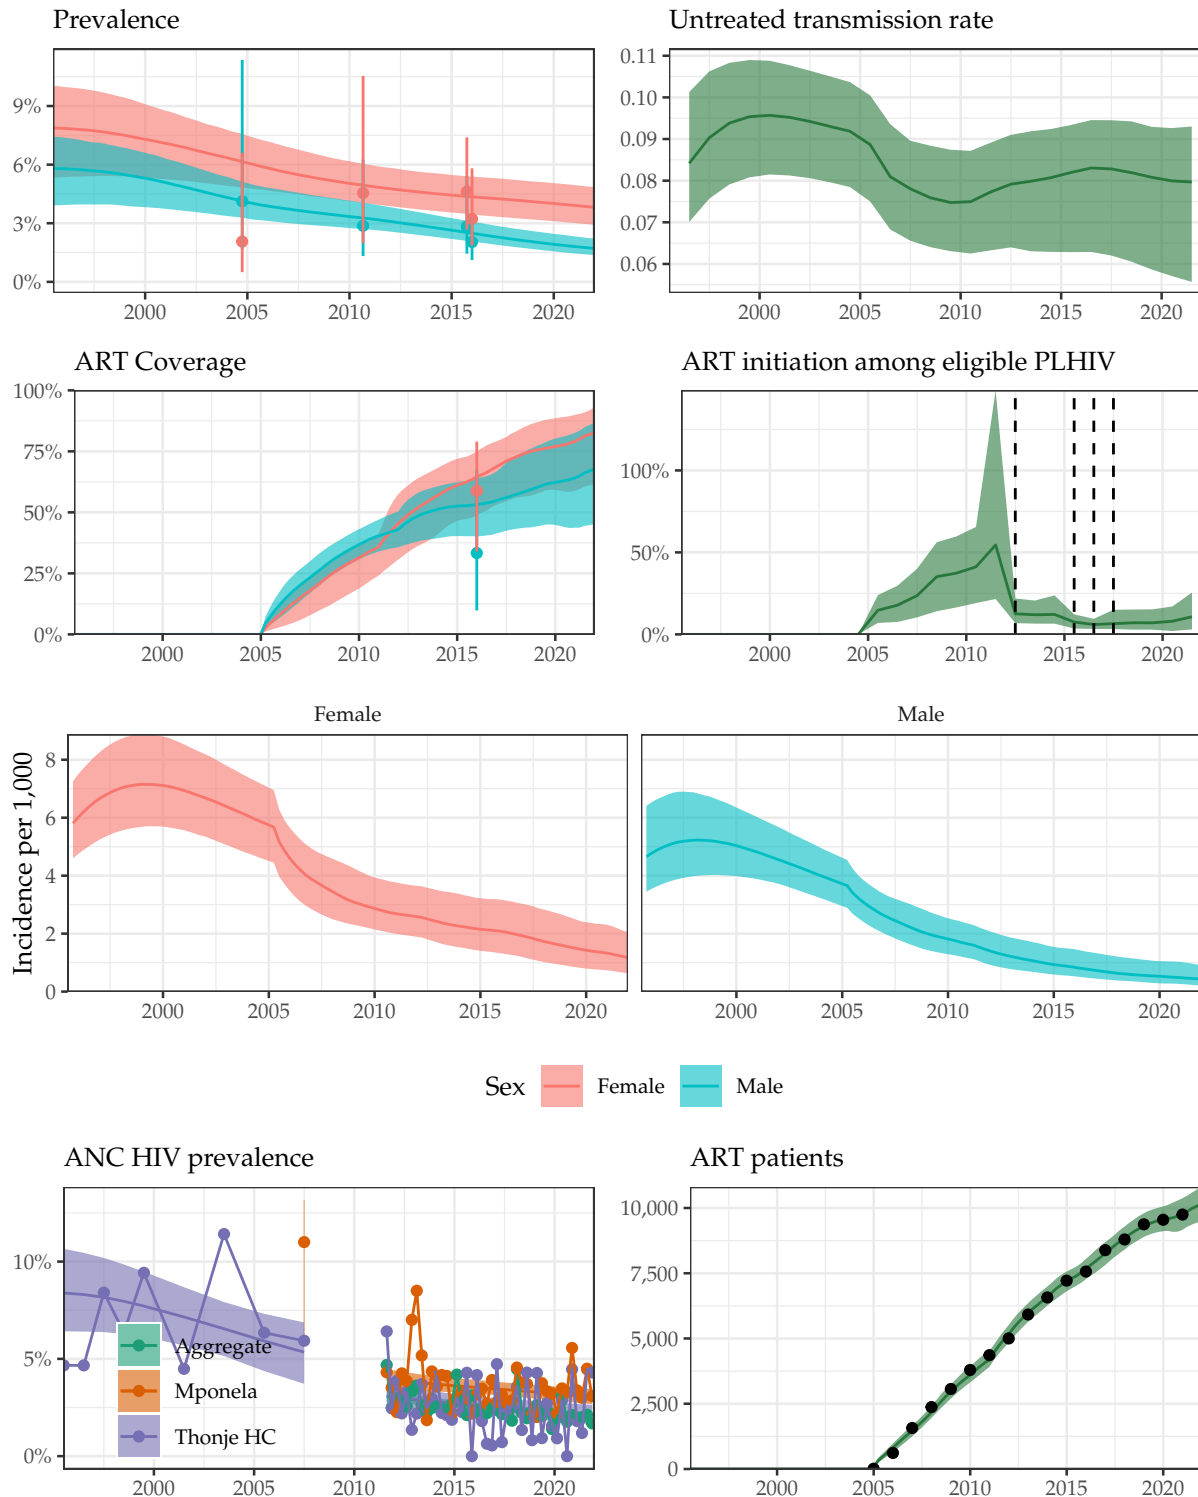 Prevalence
Untreated transmission rate
9%
6%
3%
0%
2000 2005 2010 2015 2020
0.11
0.10
0.09
0.08
0.07
0.06
2000 2005 2010 2015 2020
ART Coverage
ART initiation among eligible PLHIV
100%
75%
50%
25%
0%
2000 2005 2010 2015 2020
100%
50%
0%
2000 2005 2010 2015 2020
Female
Male
Incidence per 1,000
8
6
4
2
0
2000 2005 2010 2015 2020
2000 2005 2010 2015 2020
Sex Female Male
ANC HIV prevalence
ART patients
10%
5%
0%
Aggregate
Mponela
Thonje HC
2000 2005 2010 2015 2020
10,000
7,500
5,000
2,500
0
2000 2005 2010 2015 2020